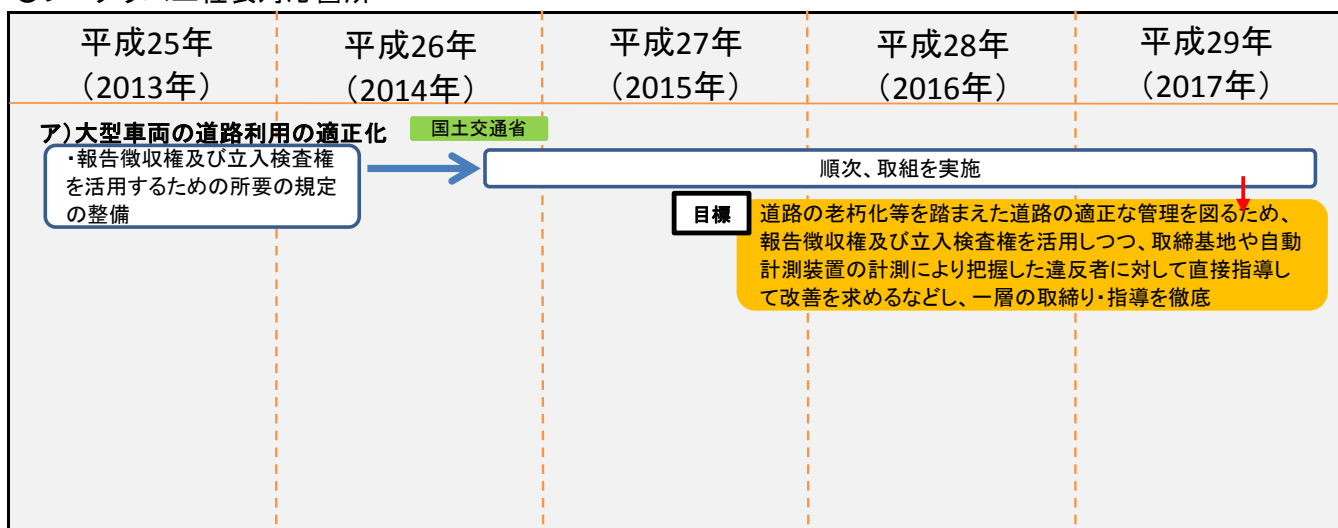 平成25年
(2013年)
平成26年
(2014年)
平成27年
(2015年)
平成28年
(2016年)
平成29年
(2017年)
ア)大型車両の道路利用の適正化
国土交通省
・報告徴収権及び立入検査権
を活用するための所要の規定
の整備
順次、取組を実施
目標
道路の老朽化等を踏まえた道路の適正な管理を図るため、
報告徴収権及び立入検査権を活用しつつ、取締基地や自動
計測装置の計測により把握した違反者に対して直接指導し
て改善を求めるなどし、一層の取締り・指導を徹底